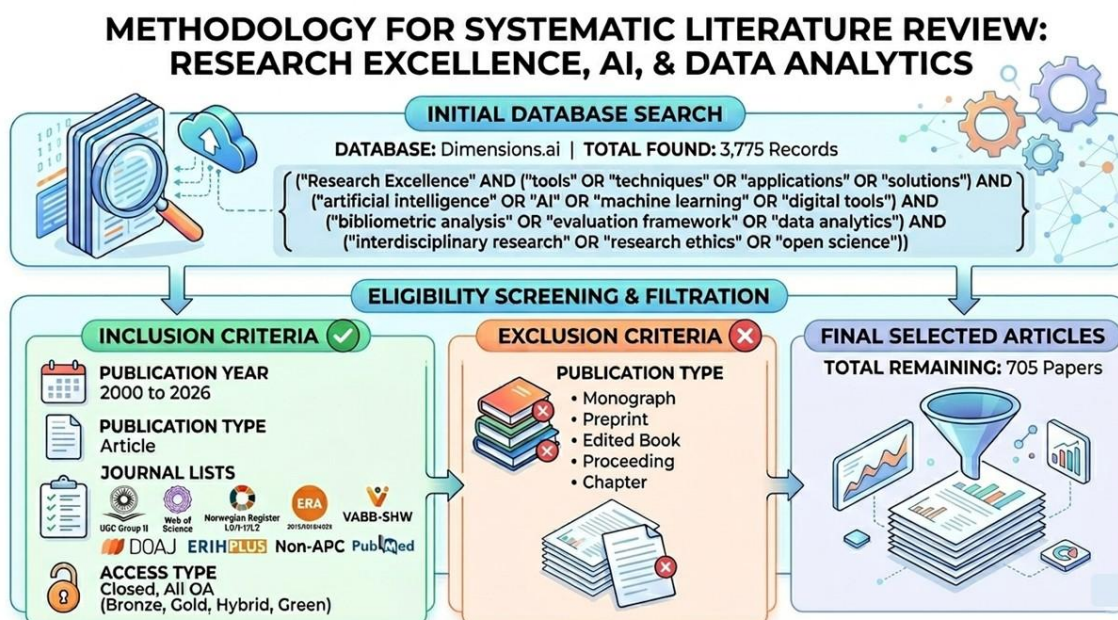 METHODOLOGY FOR SYSTEMATIC LITERATURE REVIEW:
RESEARCH EXCELLENCE, AI, & DATA ANALYTICS
INITIAL DATABASE SEARCH
DATABASE: Dimensions.ai | TOTAL FOUND: 3,775 Records
("Research Excellence" AND ("tools" OR "techniques" OR "applications" OR "solutions") AND
("artificial intelligence" OR "AI" OR "machine learning" OR "digital tools") AND
("bibliometric analysis" OR "evaluation framework" OR "data analytics") AND
("interdisciplinary research" OR "research ethics" OR "open science"))
ELIGIBILITY SCREENING & FILTRATION
INCLUSION CRITERIA
PUBLICATION YEAR
2000 to 2026
PUBLICATION TYPE
Article
JOURNAL LISTS
UGC Group II
Web of
Science
Norwegian Register
ERA
VABB-SHW
DOAJ
ERIH PLUS
Non-APC
PubMed
ACCESS TYPE
Closed, All OA
(Bronze, Gold, Hybrid, Green)
EXCLUSION CRITERIA
PUBLICATION TYPE
• Monograph
• Preprint
• Edited Book
• Proceeding
• Chapter
FINAL SELECTED ARTICLES
TOTAL REMAINING: 705 Papers